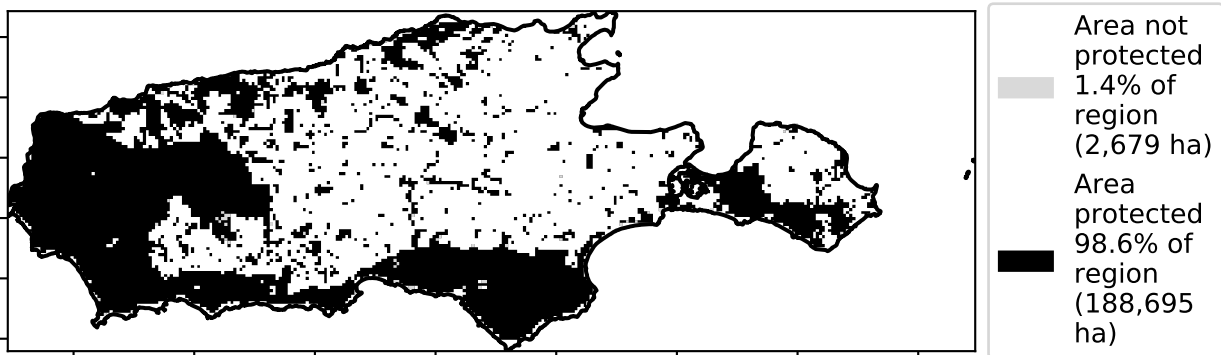 Area not
protected
1.4% of
region
(2,679 ha)
Area
protected
98.6% of
region
(188,695
ha)